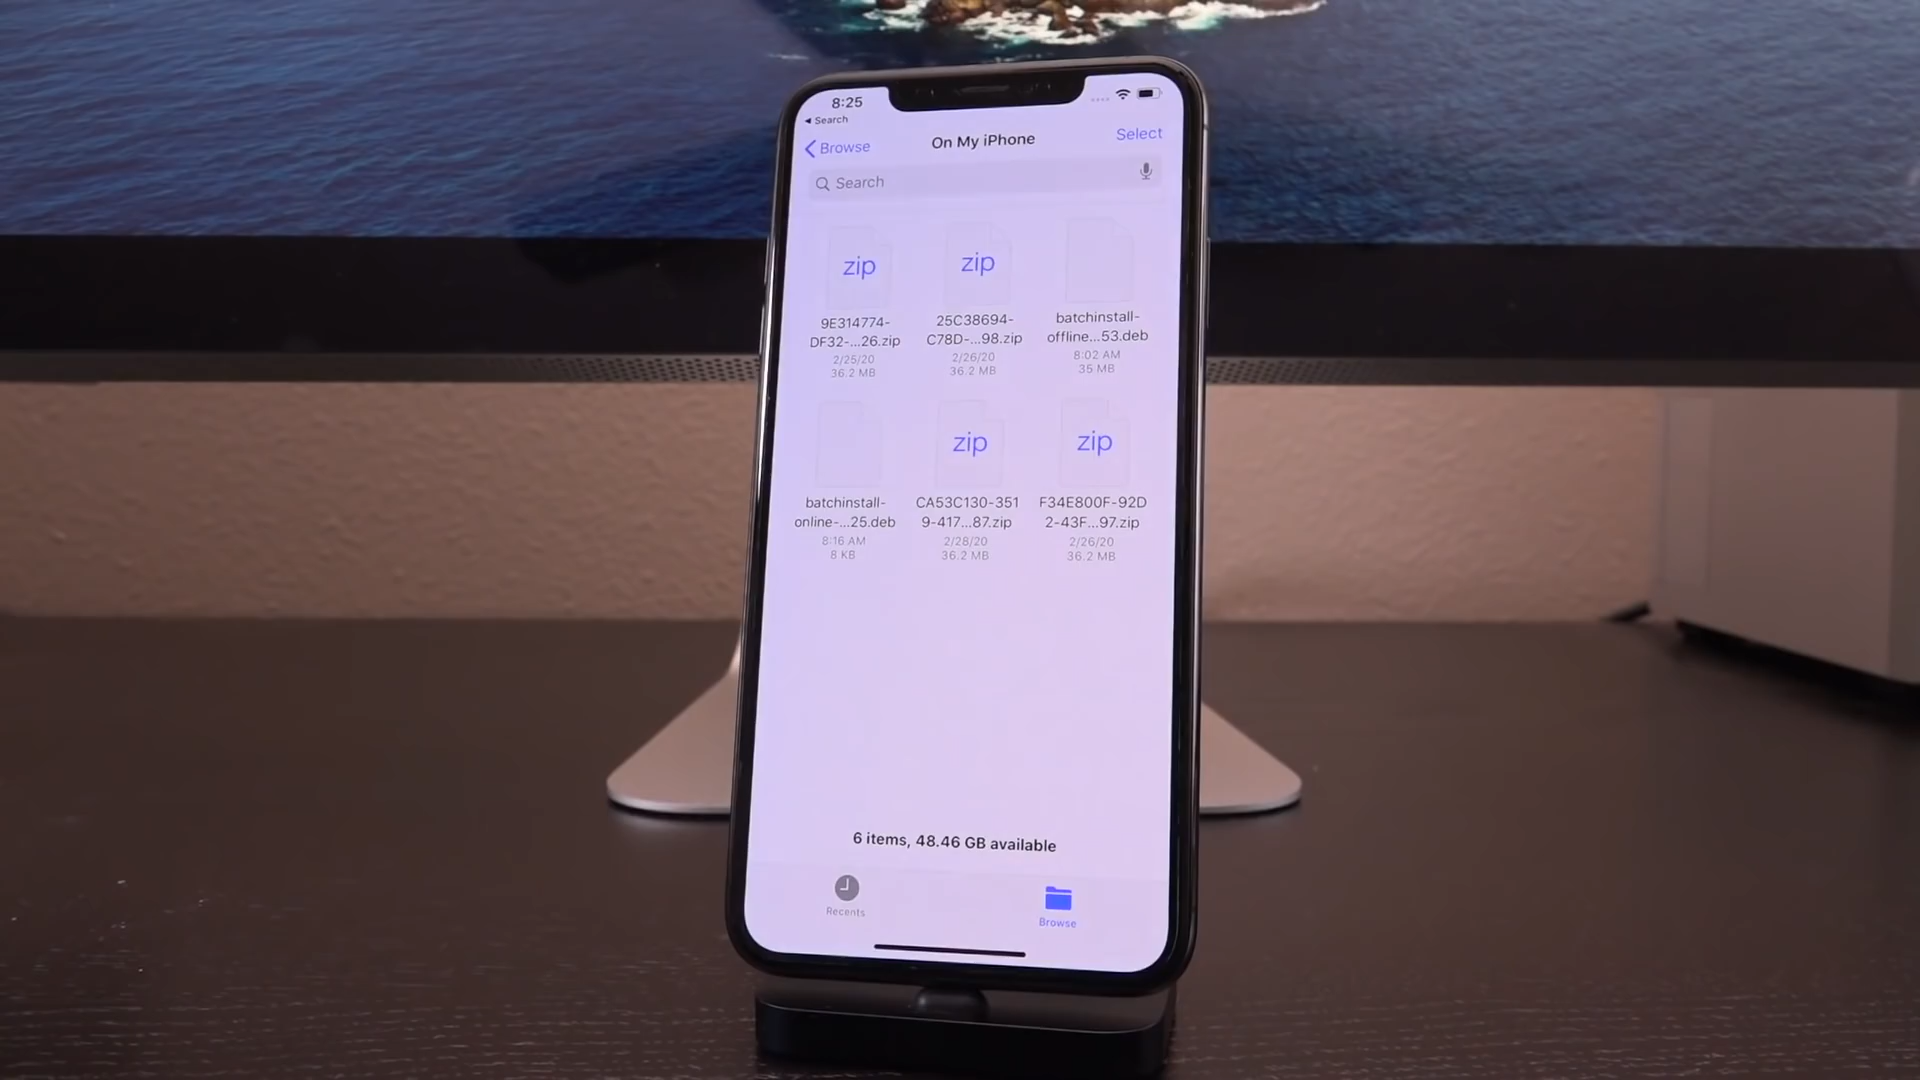 8:25
Search
Browse
On My iPhone
Select
Search
zip
zip
9E314774-
DF32-...26.zip
2/25/20
36.2 MB
25C38694-
C78D-...98.zip
2/26/20
36.2 MB
batchinstall-
offline...53.deb
8:02 AM
35 MB
zip
zip
batchinstall-
online-...25.deb
8:16 AM
8 KB
CA53C130-351
9-417...87.zip
2/28/20
36.2 MB
F34E800F-92D
2-43F...97.zip
2/26/20
36.2 MB
6 items, 48.46 GB available
Recents
Browse